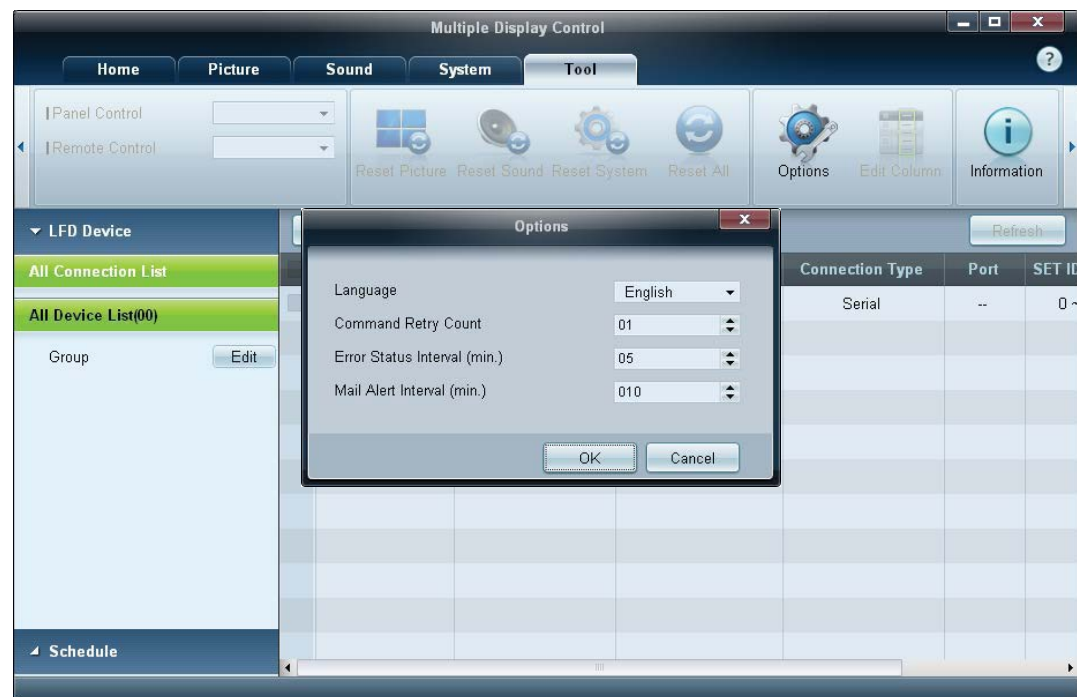 Multiple Display Control
Home Picture Sound System Tool
?
Panel Control
Remote Control
Reset Picture Reset Sound Reset System Reset All Options Edit Column Information
LFD Device
Options
Refresh
All Connection List
Connection Type Port SET ID
Language English
Serial -- 0 ~
All Device List(00)
Command Retry Count 01
Group Edit
Error Status Interval (min.) 05
Mail Alert Interval (min.) 010
OK Cancel
Schedule